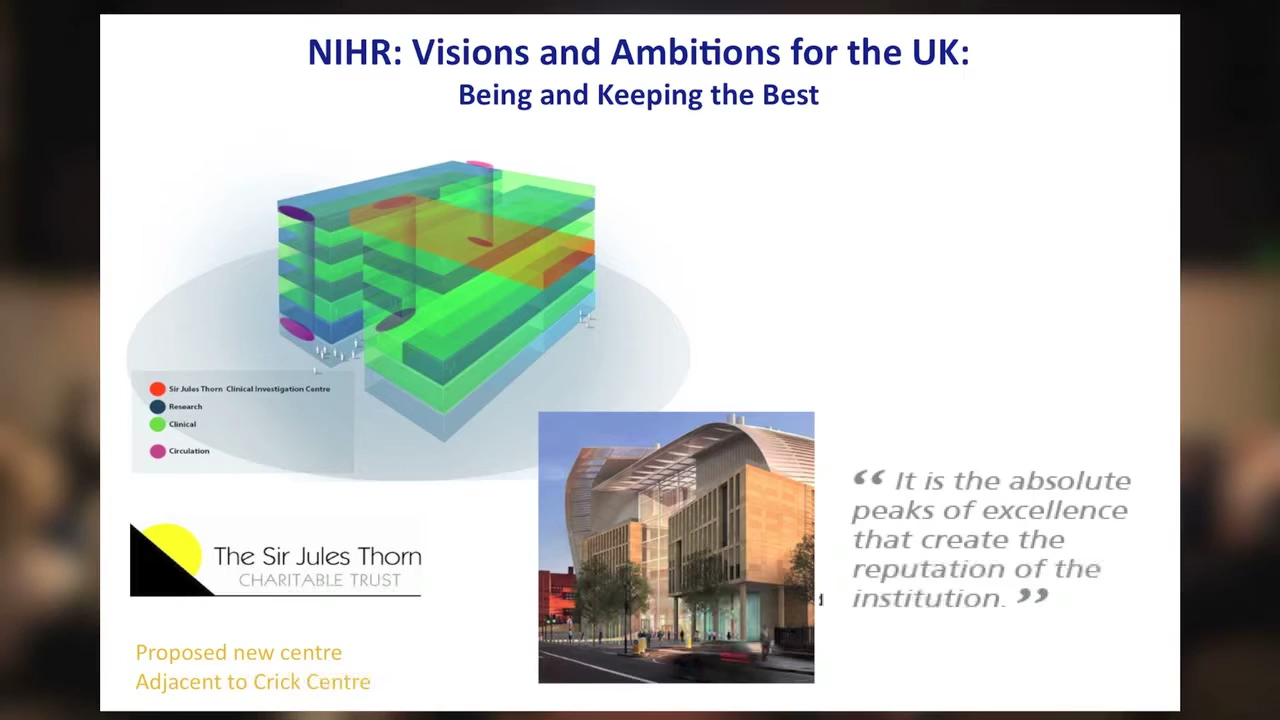 NIHR: Visions and Ambitions for the UK:
Being and Keeping the Best
Sir Jules Thorn Clinical Investigation Centre
Research
Clinical
Circulation
The Sir Jules Thorn
CHARITABLE TRUST
Proposed new centre
Adjacent to Crick Centre
“ It is the absolute
peaks of excellence
that create the
reputation of the
institution. ”